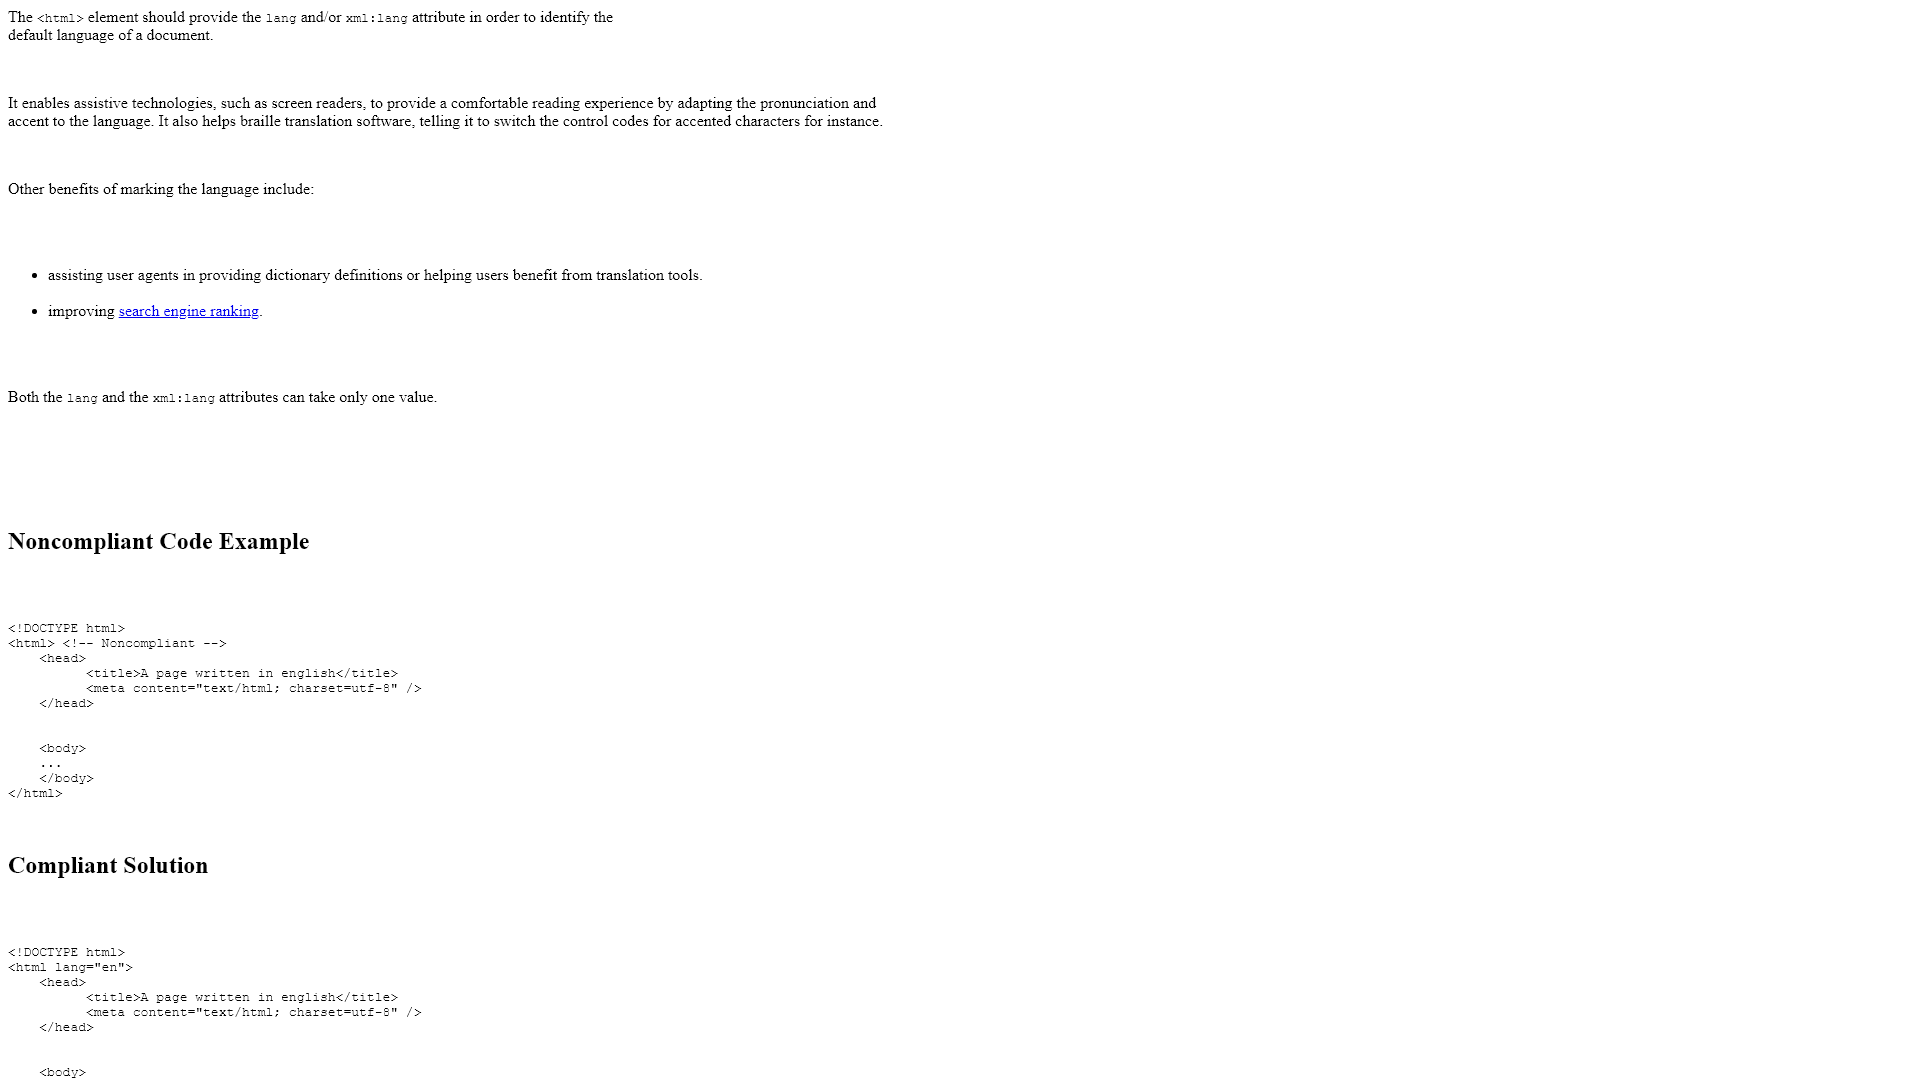 The <html> element should provide the lang and/or xml:lang attribute in order to identify the
default language of a document.
It enables assistive technologies, such as screen readers, to provide a comfortable reading experience by adapting the pronunciation and
accent to the language. It also helps braille translation software, telling it to switch the control codes for accented characters for instance.
Other benefits of marking the language include:
• assisting user agents in providing dictionary definitions or helping users benefit from translation tools.
• improving search engine ranking.
Both the lang and the xml:lang attributes can take only one value.
Noncompliant Code Example
<!DOCTYPE html>
<html> <!-- Noncompliant -->
    <head>
          <title>A page written in english</title>
          <meta content="text/html; charset=utf-8" />
    </head>
    <body>
    ...
    </body>
</html>
Compliant Solution
<!DOCTYPE html>
<html lang="en">
    <head>
          <title>A page written in english</title>
          <meta content="text/html; charset=utf-8" />
    </head>
    <body>